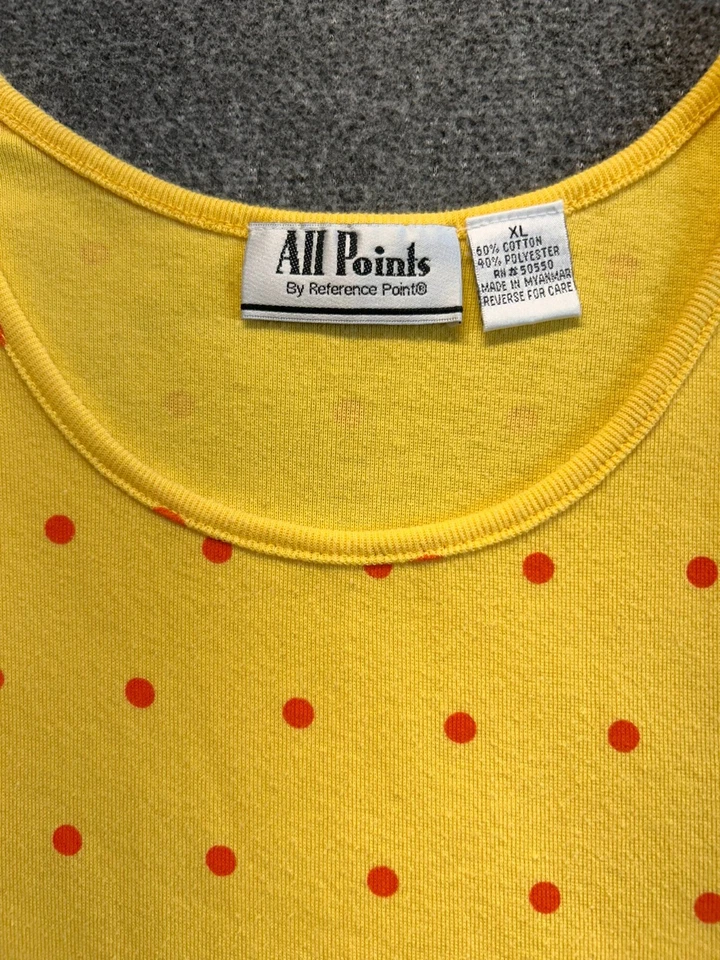 All Points
By Reference Point®
XL
60% COTTON
40% POLYESTER
RN # 50550
MADE IN MYANMAR
REVERSE FOR CARE